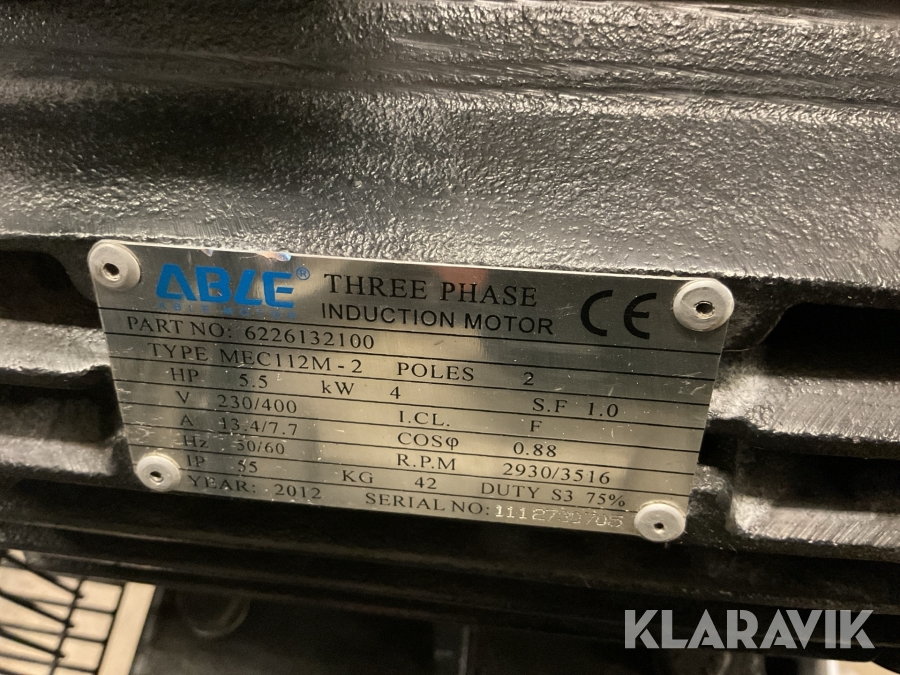 ABLE® THREE PHASE CE
INDUCTION MOTOR
PART NO: 6226132100
TYPE MEC112M-2 POLES 2
HP 5.5 kW 4 S.F 1.0
V 230/400 I.CL. F
A 13.4/7.7 COSφ 0.88
Hz 50/60 R.P.M 2930/3516
IP 55 KG 42 DUTY S3 75%
YEAR: 2012 SERIAL NO:
KLARAVIK